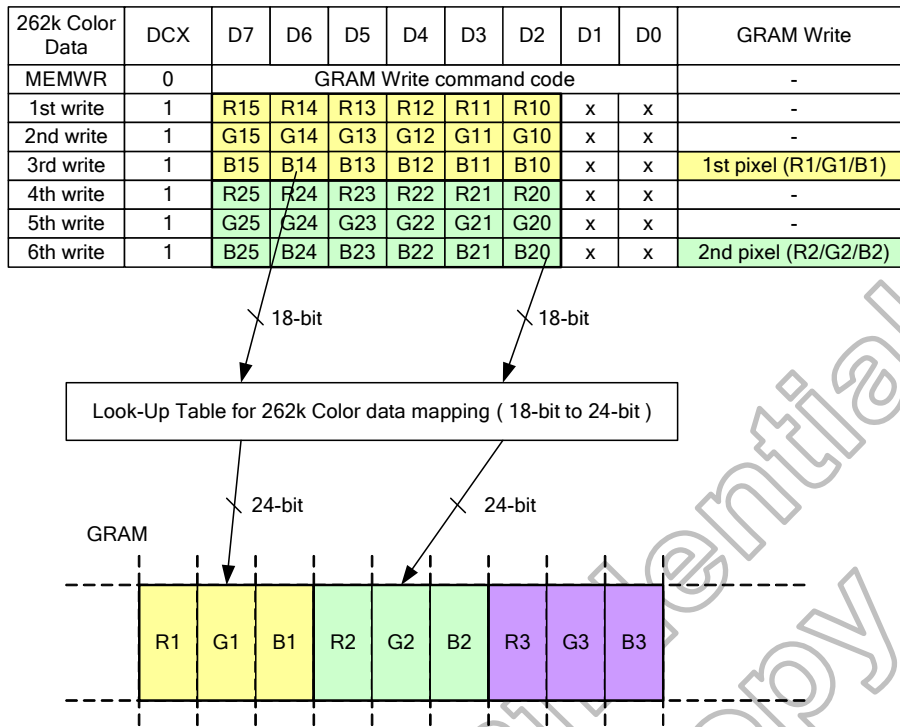 262k Color Data DCX D7 D6 D5 D4 D3 D2 D1 D0 GRAM Write
MEMWR 0 GRAM Write command code -
1st write 1 R15 R14 R13 R12 R11 R10 x x -
2nd write 1 G15 G14 G13 G12 G11 G10 x x -
3rd write 1 B15 B14 B13 B12 B11 B10 x x 1st pixel (R1/G1/B1)
4th write 1 R25 R24 R23 R22 R21 R20 x x -
5th write 1 G25 G24 G23 G22 G21 G20 x x -
6th write 1 B25 B24 B23 B22 B21 B20 x x 2nd pixel (R2/G2/B2)
18-bit 18-bit
Look-Up Table for 262k Color data mapping ( 18-bit to 24-bit )
24-bit 24-bit
GRAM
R1 G1 B1 R2 G2 B2 R3 G3 B3